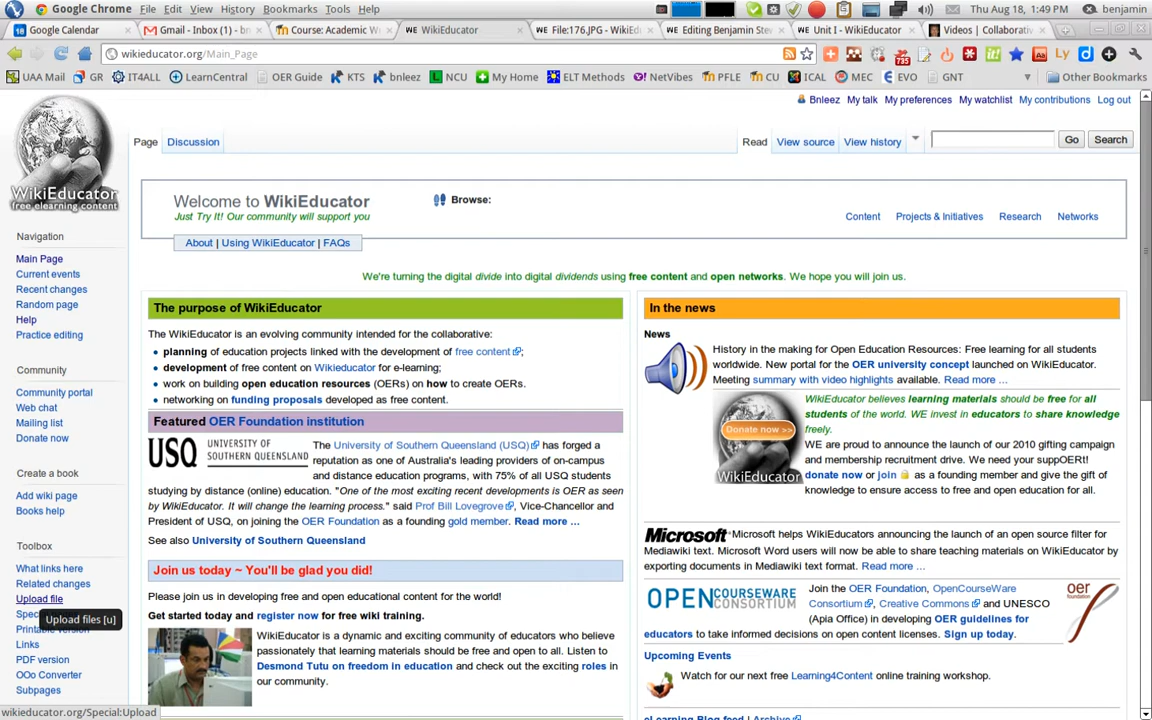 Google Chrome File Edit View History Bookmarks Tools Help Thu Aug 18, 1:49 PM benjamin
18 Google Calendar Gmail - Inbox (1) - bn Course: Academic W WE WikiEducator WE File:176.JPG - WikiEd WE Editing Benjamin Stew WE Unit I - WikiEducator Videos | Collaborativ
wikieducator.org/Main_Page
UAA Mail GR IT4ALL LearnCentral OER Guide KTS bnleez NCU My Home ELT Methods NetVibes PFLE CU ICAL MEC EVO GNT Other Bookmarks
Bnleez My talk My preferences My watchlist My contributions Log out
Page Discussion Read View source View history Go Search
WikiEducator
free elearning content
Navigation
Main Page
Current events
Recent changes
Random page
Help
Practice editing
Community
Community portal
Web chat
Mailing list
Donate now
Create a book
Add wiki page
Books help
Toolbox
What links here
Related changes
Upload file
Upload files [u]
Printable version
Links
PDF version
OOo Converter
Subpages
wikieducator.org/Special:Upload
Welcome to WikiEducator
Just Try It! Our community will support you
Browse:
Content Projects & Initiatives Research Networks
About | Using WikiEducator | FAQs
We're turning the digital divide into digital dividends using free content and open networks. We hope you will join us.
The purpose of WikiEducator
The WikiEducator is an evolving community intended for the collaborative:
planning of education projects linked with the development of free content;
development of free content on Wikieducator for e-learning;
work on building open education resources (OERs) on how to create OERs.
networking on funding proposals developed as free content.
Featured OER Foundation institution
USQ UNIVERSITY OF
SOUTHERN QUEENSLAND
The University of Southern Queensland (USQ) has forged a
reputation as one of Australia's leading providers of on-campus
and distance education programs, with 75% of all USQ students
studying by distance (online) education. "One of the most exciting recent developments is OER as seen
by WikiEducator. It will change the learning process." said Prof Bill Lovegrove, Vice-Chancellor and
President of USQ, on joining the OER Foundation as a founding gold member. Read more ...
See also University of Southern Queensland
Join us today ~ You'll be glad you did!
Please join us in developing free and open educational content for the world!
Get started today and register now for free wiki training.
WikiEducator is a dynamic and exciting community of educators who believe
passionately that learning materials should be free and open to all. Listen to
Desmond Tutu on freedom in education and check out the exciting roles in
our community.
In the news
News
History in the making for Open Education Resources: Free learning for all students
worldwide. New portal for the OER university concept launched on WikiEducator.
Meeting summary with video highlights available. Read more ...
Donate now >>
WikiEducator
WikiEducator believes learning materials should be free for all
students of the world. WE invest in educators to share knowledge
freely.
WE are proud to announce the launch of our 2010 gifting campaign
and membership recruitment drive. We need your suppOERt!
donate now or join as a founding member and give the gift of
knowledge to ensure access to free and open education for all.
Microsoft Microsoft helps WikiEducators announcing the launch of an open source filter for
Mediawiki text. Microsoft Word users will now be able to share teaching materials on WikiEducator by
exporting documents in Mediawiki text format. Read more ...
OPENCOURSEWARE
CONSORTIUM
Join the OER Foundation, OpenCourseWare
Consortium, Creative Commons and UNESCO
(Apia Office) in developing OER guidelines for
educators to take informed decisions on open content licenses. Sign up today.
oer
foundation
Upcoming Events
Watch for our next free Learning4Content online training workshop.
eLearning Blog feed | Archive